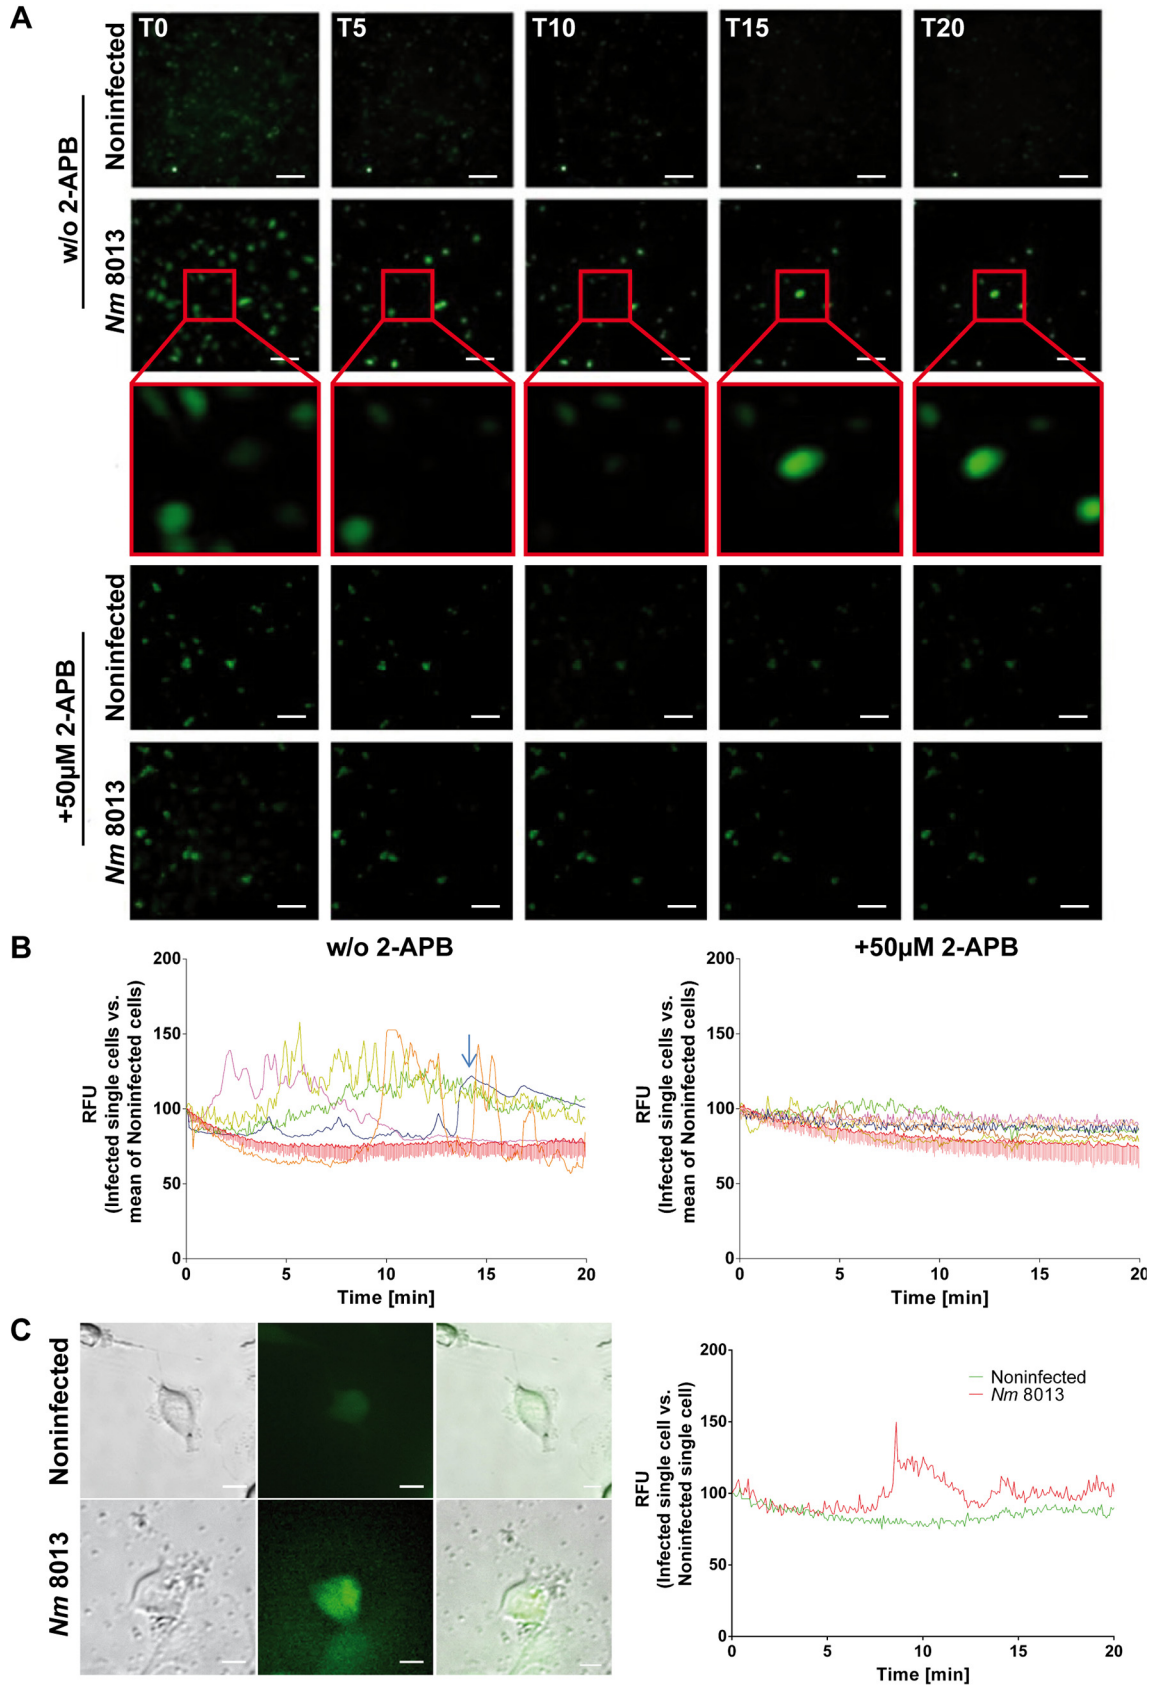 A
T0 T5 T10 T15 T20
w/o 2-APB
Noninfected
Nm 8013
+50µM 2-APB
Noninfected
Nm 8013
B
w/o 2-APB
RFU
(Infected single cells vs.
mean of Noninfected cells)
200
150
100
50
0
0 5 10 15 20
Time [min]
+50µM 2-APB
RFU
(Infected single cells vs.
mean of Noninfected cells)
200
150
100
50
0
0 5 10 15 20
Time [min]
C
Noninfected
Nm 8013
RFU
(Infected single cell vs.
Noninfected single cell)
200
150
100
50
0
0 5 10 15 20
Time [min]
Noninfected
Nm 8013